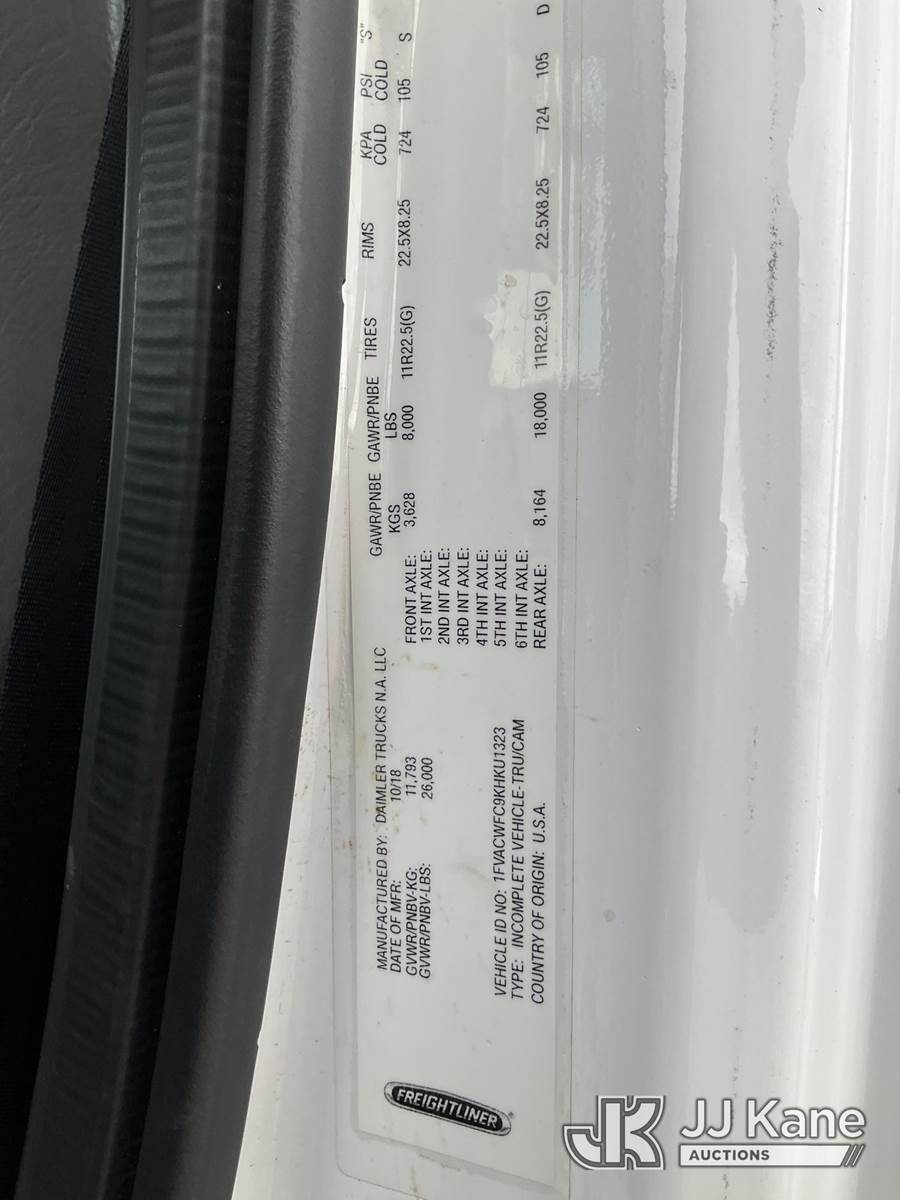 FREIGHTLINER
MANUFACTURED BY: DAIMLER TRUCKS N.A. LLC
DATE OF MFR: 10/18
GVWR/PNBV-KG: 11,793
GVWR/PNBV-LBS: 26,000
VEHICLE ID NO: 1FVACWFC9KHKU1323
TYPE: INCOMPLETE VEHICLE-TRU/CAM
COUNTRY OF ORIGIN: U.S.A.
GAWR/PNBE GAWR/PNBE TIRES RIMS KPA PSI "S"
KGS LBS COLD COLD
FRONT AXLE: 3,628 8,000 11R22.5(G) 22.5X8.25 724 105 S
1ST INT AXLE:
2ND INT AXLE:
3RD INT AXLE:
4TH INT AXLE:
5TH INT AXLE:
6TH INT AXLE:
REAR AXLE: 8,164 18,000 11R22.5(G) 22.5X8.25 724 105 D
JK JJ Kane
AUCTIONS